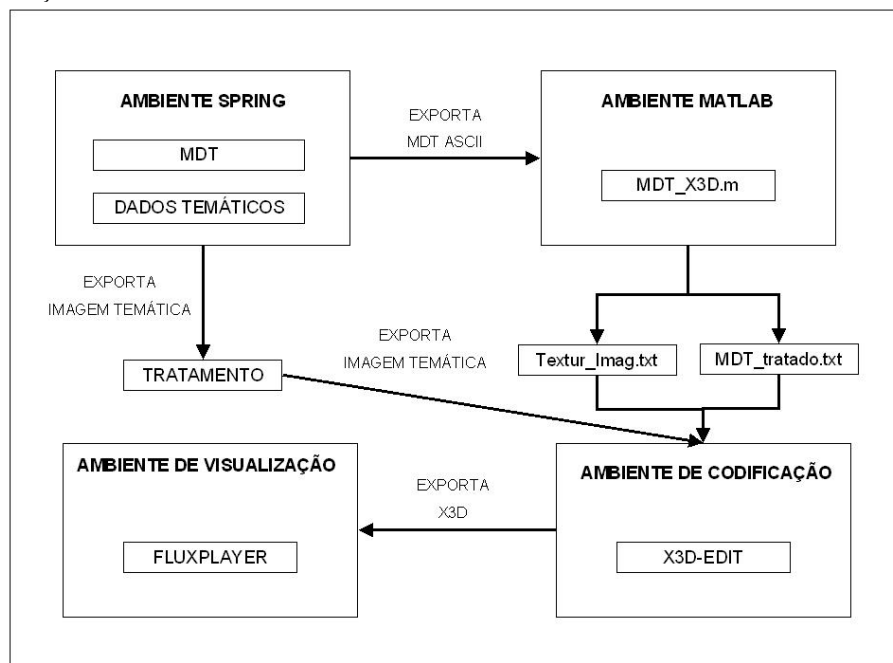 AMBIENTE SPRING
MDT
DADOS TEMÁTICOS
EXPORTA
MDT ASCII
AMBIENTE MATLAB
MDT_X3D.m
EXPORTA
IMAGEM TEMÁTICA
TRATAMENTO
EXPORTA
IMAGEM TEMÁTICA
Textur_Imag.txt
MDT_tratado.txt
AMBIENTE DE VISUALIZAÇÃO
FLUXPLAYER
EXPORTA
X3D
AMBIENTE DE CODIFICAÇÃO
X3D-EDIT